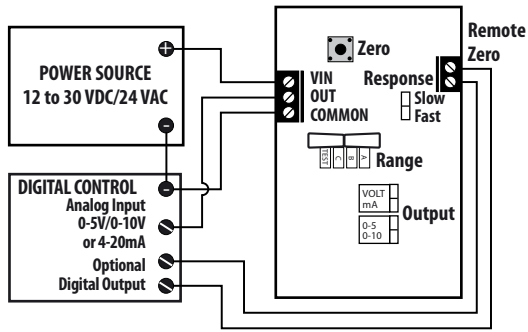 POWER SOURCE
12 to 30 VDC/24 VAC
+
-
DIGITAL CONTROL
-
Analog Input
0-5V/0-10V
or 4-20mA
Optional
Digital Output
Remote
Zero
Zero
VIN
OUT
COMMON
Response
Slow
Fast
TEST
C
B
A
Range
VOLT
mA
0-5
0-10
Output